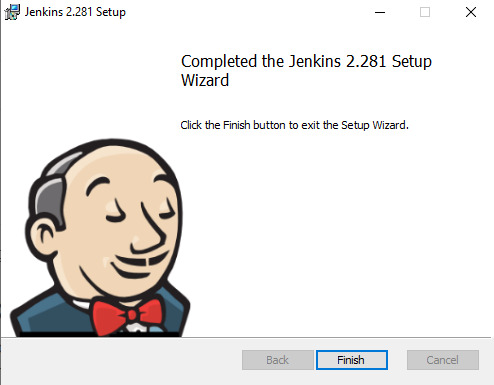 Jenkins 2.281 Setup
Completed the Jenkins 2.281 Setup
Wizard
Click the Finish button to exit the Setup Wizard.
Back
Finish
Cancel